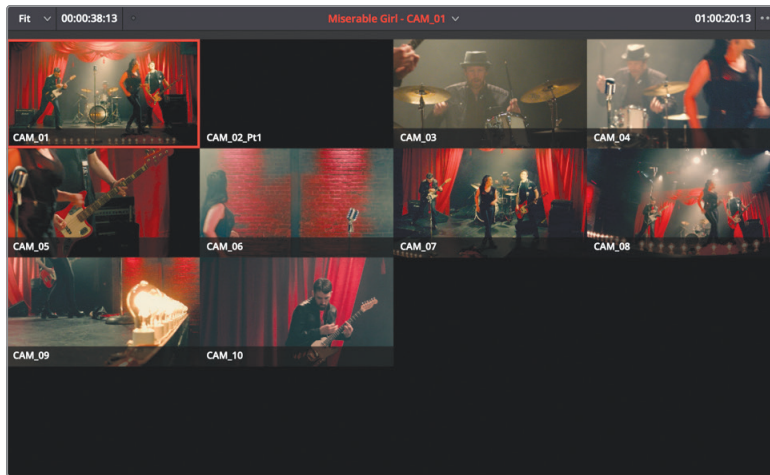 Fit 00:00:38:13 Miserable Girl - CAM_01 01:00:20:13
CAM_01 CAM_02_Pt1 CAM_03 CAM_04
CAM_05 CAM_06 CAM_07 CAM_08
CAM_09 CAM_10